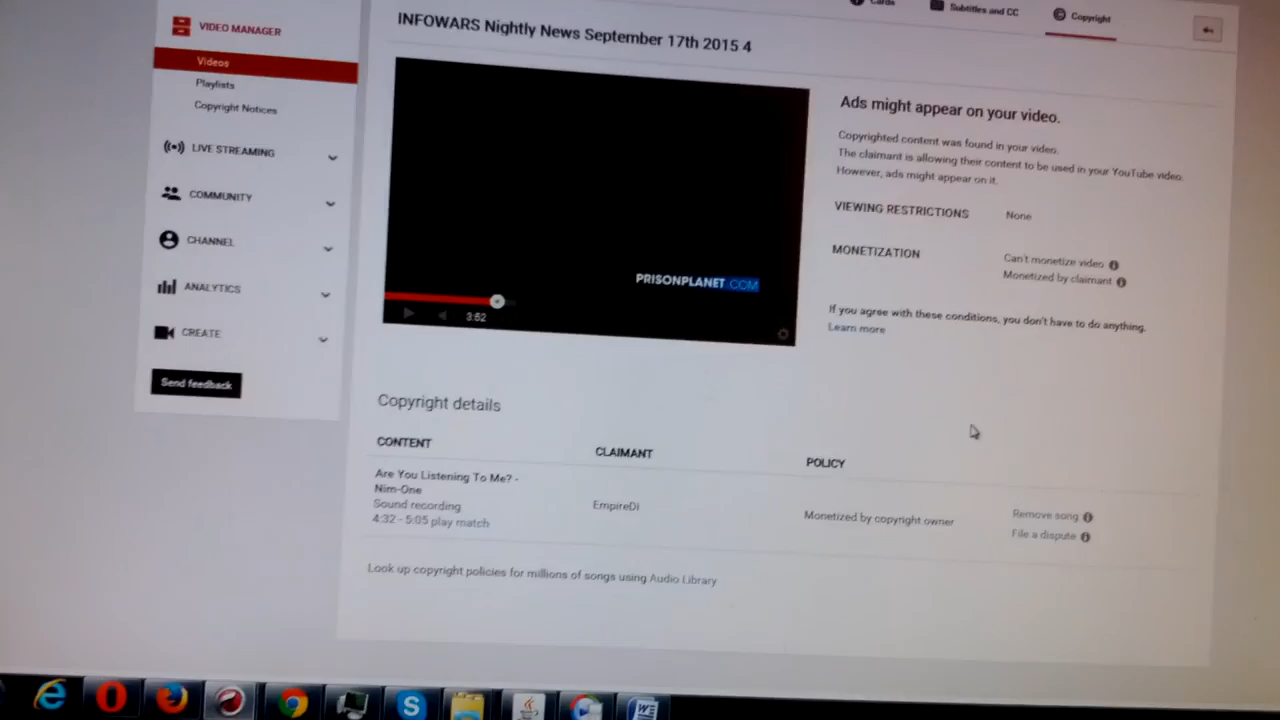 Cards
Subtitles and CC
Copyright
VIDEO MANAGER
Videos
Playlists
Copyright Notices
LIVE STREAMING
COMMUNITY
CHANNEL
ANALYTICS
CREATE
Send feedback
INFOWARS Nightly News September 17th 2015 4
PRISONPLANET.COM
3:52
Ads might appear on your video.
Copyrighted content was found in your video.
The claimant is allowing their content to be used in your YouTube video.
However, ads might appear on it.
VIEWING RESTRICTIONS None
MONETIZATION Can't monetize video
Monetized by claimant
If you agree with these conditions, you don't have to do anything.
Learn more
Copyright details
CONTENT CLAIMANT POLICY
Are You Listening To Me? -
Nim-One
Sound recording
4:32 - 5:05 play match
EmpireDi
Monetized by copyright owner
Remove song
File a dispute
Look up copyright policies for millions of songs using Audio Library